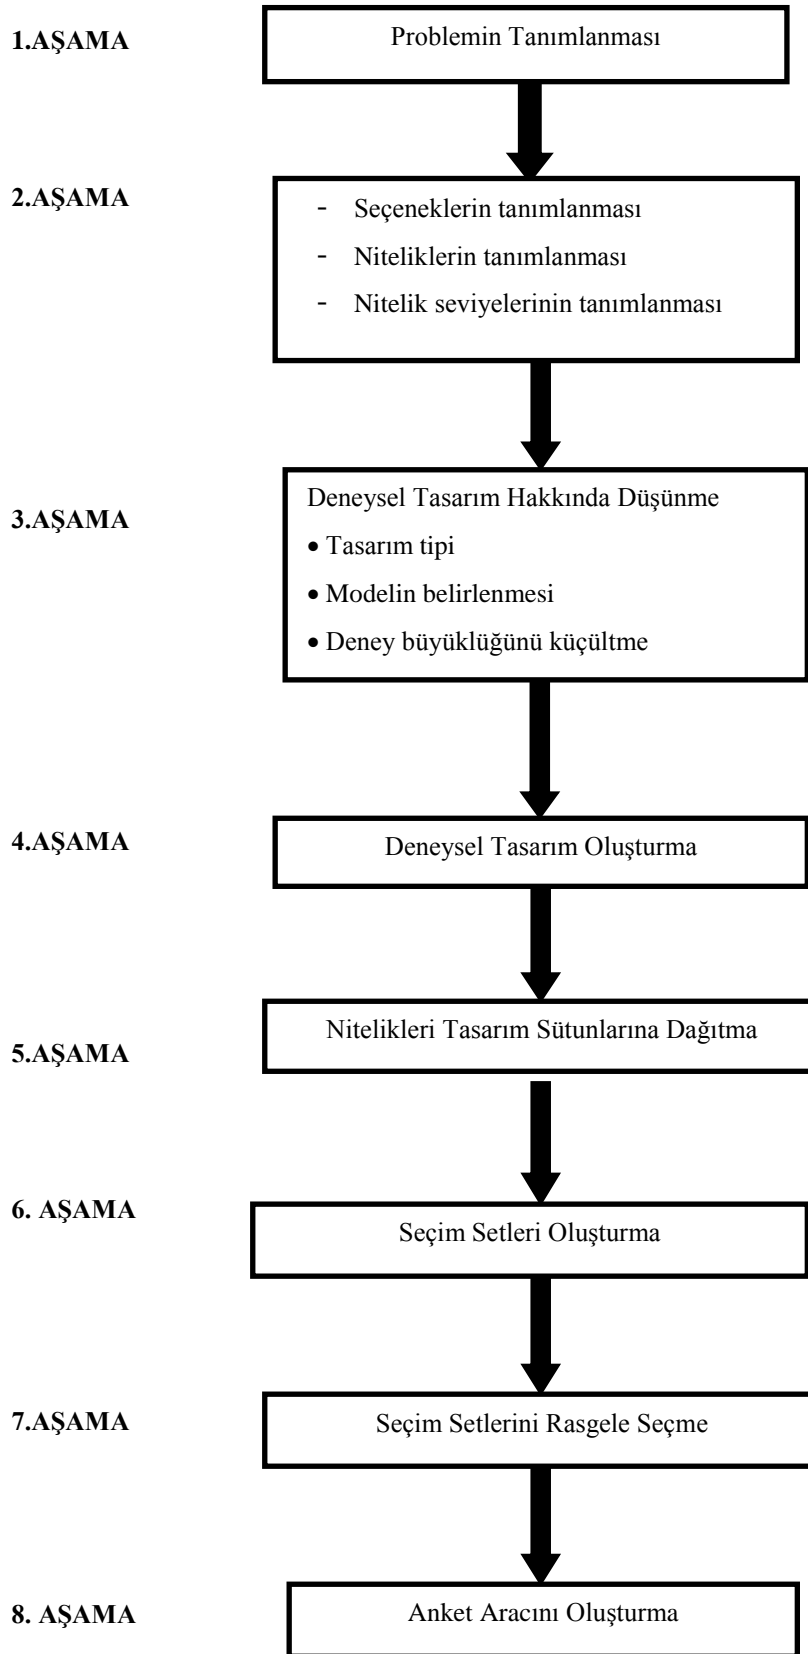 1.AŞAMA
Problemin Tanımlanması
2.AŞAMA
- Seçeneklerin tanımlanması
- Niteliklerin tanımlanması
- Nitelik seviyelerinin tanımlanması
3.AŞAMA
Deneysel Tasarım Hakkında Düşünme
• Tasarım tipi
• Modelin belirlenmesi
• Deney büyüklüğünü küçültme
4.AŞAMA
Deneysel Tasarım Oluşturma
5.AŞAMA
Nitelikleri Tasarım Sütunlarına Dağıtma
6. AŞAMA
Seçim Setleri Oluşturma
7.AŞAMA
Seçim Setlerini Rasgele Seçme
8. AŞAMA
Anket Aracını Oluşturma